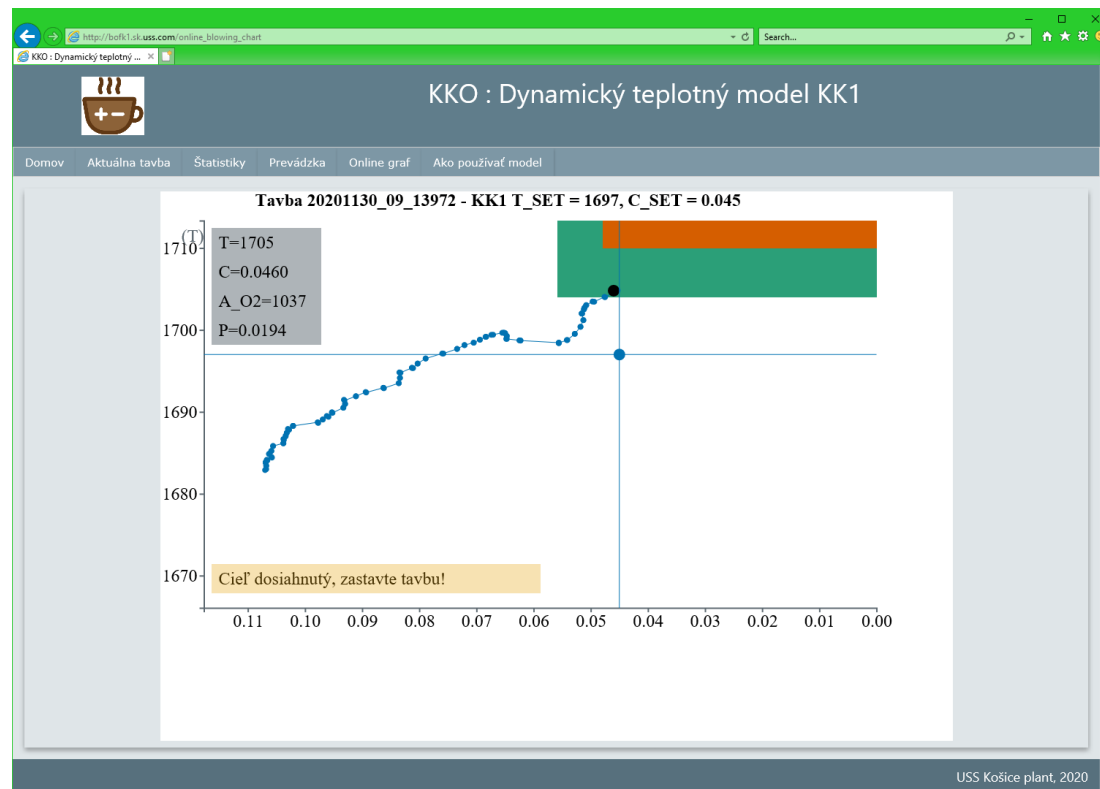 http://bofk1.sk.uss.com/online_blowing_chart
Search...
KKO : Dynamický teplotný ...
KKO : Dynamický teplotný model KK1
Domov Aktuálna tavba Štatistiky Prevádzka Online graf Ako používať model
Tavba 20201130_09_13972 - KK1 T_SET = 1697, C_SET = 0.045
(T)
T=1705
C=0.0460
A_O2=1037
P=0.0194
1710
1700
1690
1680
1670
Cieľ dosiahnutý, zastavte tavbu!
0.11 0.10 0.09 0.08 0.07 0.06 0.05 0.04 0.03 0.02 0.01 0.00
USS Košice plant, 2020